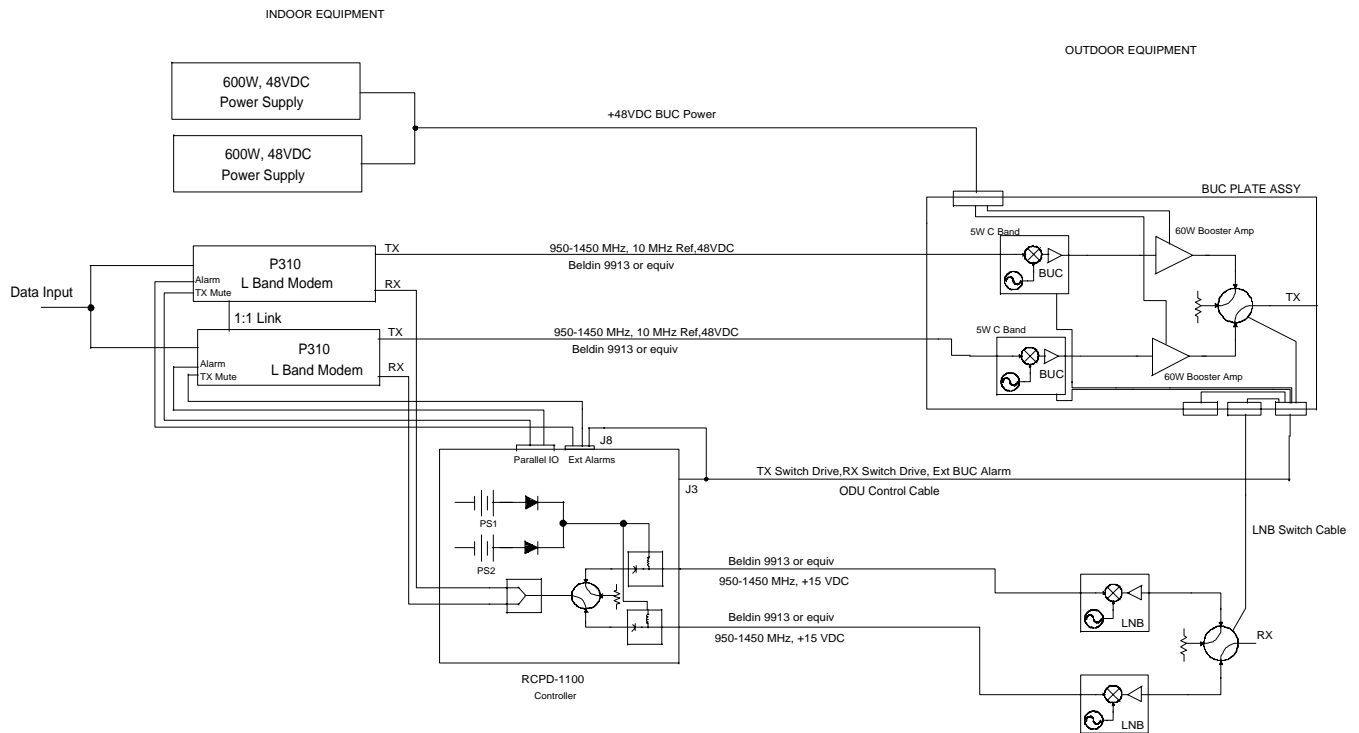 INDOOR EQUIPMENT
OUTDOOR EQUIPMENT
600W, 48VDC
Power Supply
+48VDC BUC Power
600W, 48VDC
Power Supply
BUC PLATE ASSY
5W C Band
60W Booster Amp
BUC
TX
950-1450 MHz, 10 MHz Ref,48VDC
Beldin 9913 or equiv
P310
L Band Modem
Alarm
TX Mute
RX
Data Input
1:1 Link
TX
TX
950-1450 MHz, 10 MHz Ref,48VDC
Beldin 9913 or equiv
5W C Band
BUC
60W Booster Amp
P310
L Band Modem
Alarm
TX Mute
RX
J8
Parallel IO
Ext Alarms
J3
TX Switch Drive,RX Switch Drive, Ext BUC Alarm
ODU Control Cable
LNB Switch Cable
PS1
PS2
Beldin 9913 or equiv
950-1450 MHz, +15 VDC
Beldin 9913 or equiv
950-1450 MHz, +15 VDC
LNB
RX
LNB
RCPD-1100
Controller